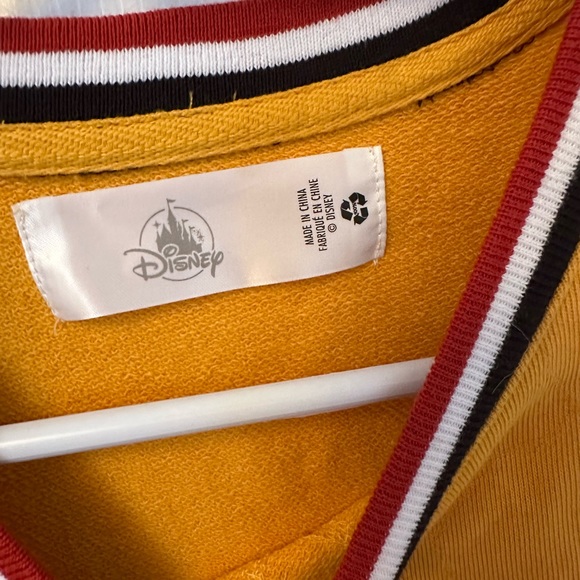 Disney
MADE IN CHINA
FABRIQUÉ EN CHINE
© DISNEY